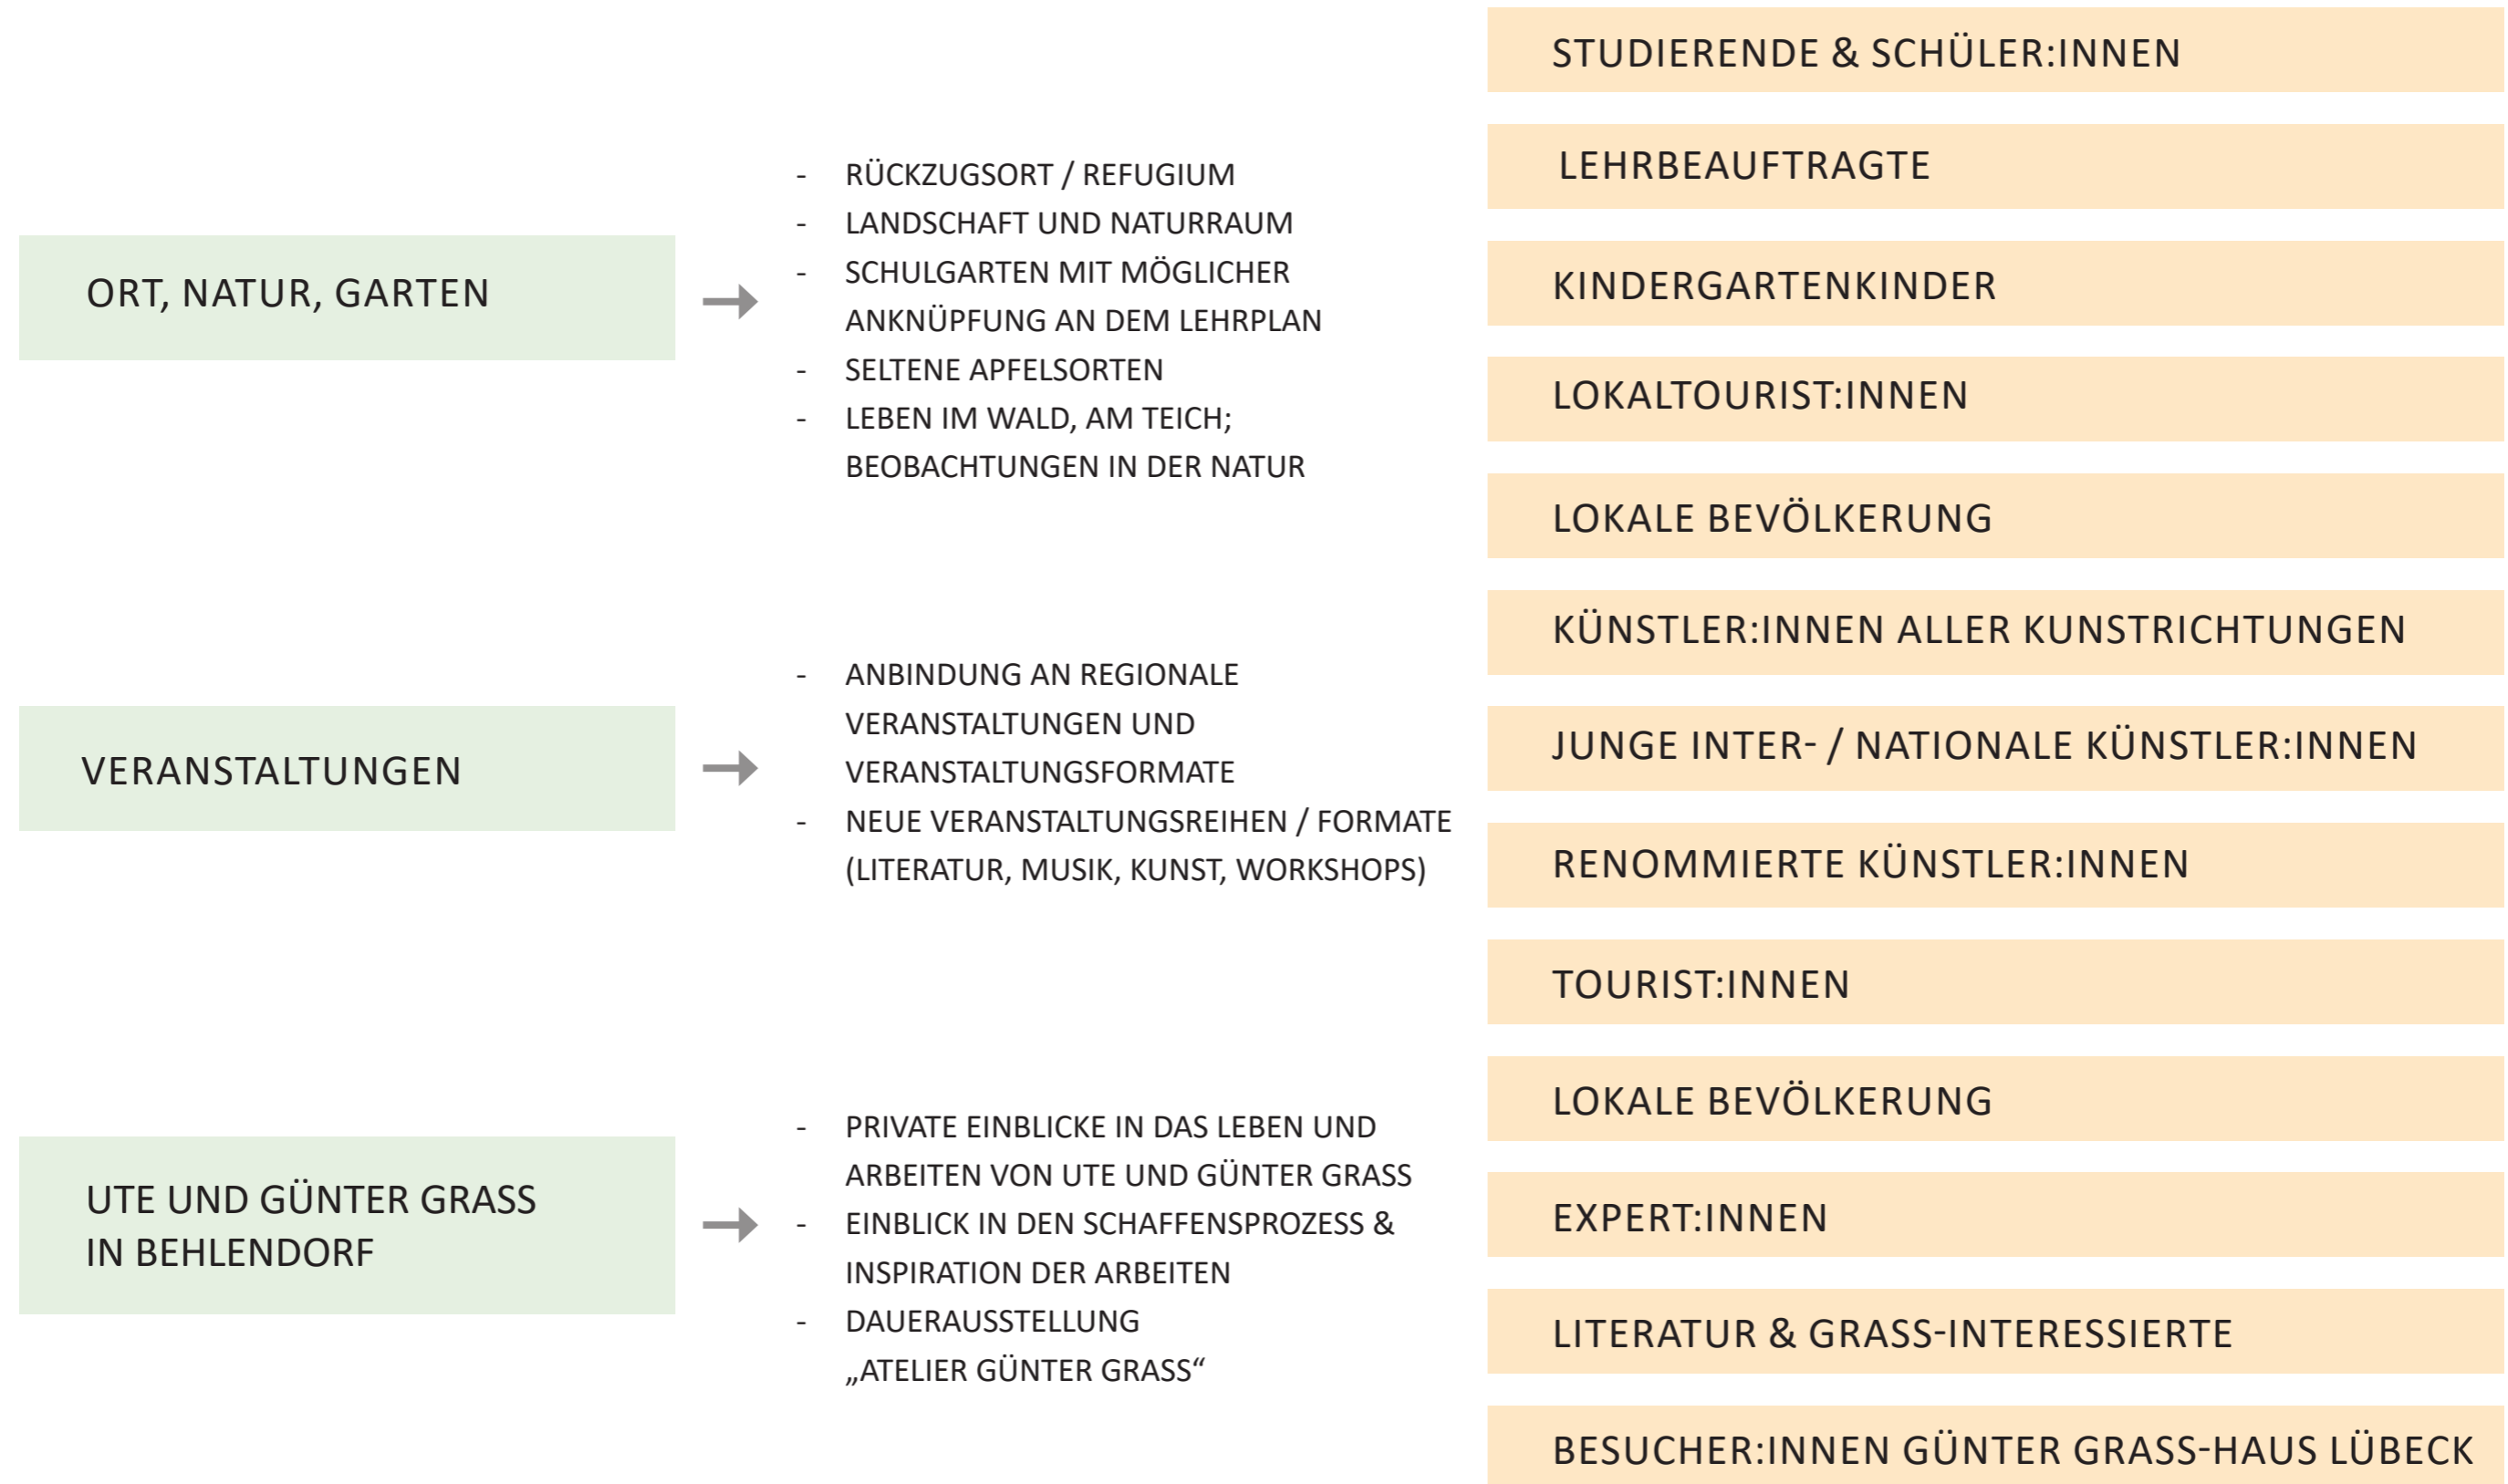 ORT, NATUR, GARTEN
- RÜCKZUGSORT / REFUGIUM
- LANDSCHAFT UND NATURRAUM
- SCHULGARTEN MIT MÖGLICHER
ANKNÜPFUNG AN DEM LEHRPLAN
- SELTENE APFELSORTEN
- LEBEN IM WALD, AM TEICH;
BEOBACHTUNGEN IN DER NATUR
VERANSTALTUNGEN
- ANBINDUNG AN REGIONALE
VERANSTALTUNGEN UND
VERANSTALTUNGSFORMATE
- NEUE VERANSTALTUNGSREIHEN / FORMATE
(LITERATUR, MUSIK, KUNST, WORKSHOPS)
UTE UND GÜNTER GRASS
IN BEHLENDORF
- PRIVATE EINBLICKE IN DAS LEBEN UND
ARBEITEN VON UTE UND GÜNTER GRASS
- EINBLICK IN DEN SCHAFFENSPROZESS &
INSPIRATION DER ARBEITEN
- DAUERAUSSTELLUNG
„ATELIER GÜNTER GRASS“
STUDIERENDE & SCHÜLER:INNEN
LEHRBEAUFTRAGTE
KINDERGARTENKINDER
LOKALTOURIST:INNEN
LOKALE BEVÖLKERUNG
KÜNSTLER:INNEN ALLER KUNSTRICHTUNGEN
JUNGE INTER- / NATIONALE KÜNSTLER:INNEN
RENOMMIERTE KÜNSTLER:INNEN
TOURIST:INNEN
LOKALE BEVÖLKERUNG
EXPERT:INNEN
LITERATUR & GRASS-INTERESSIERTE
BESUCHER:INNEN GÜNTER GRASS-HAUS LÜBECK